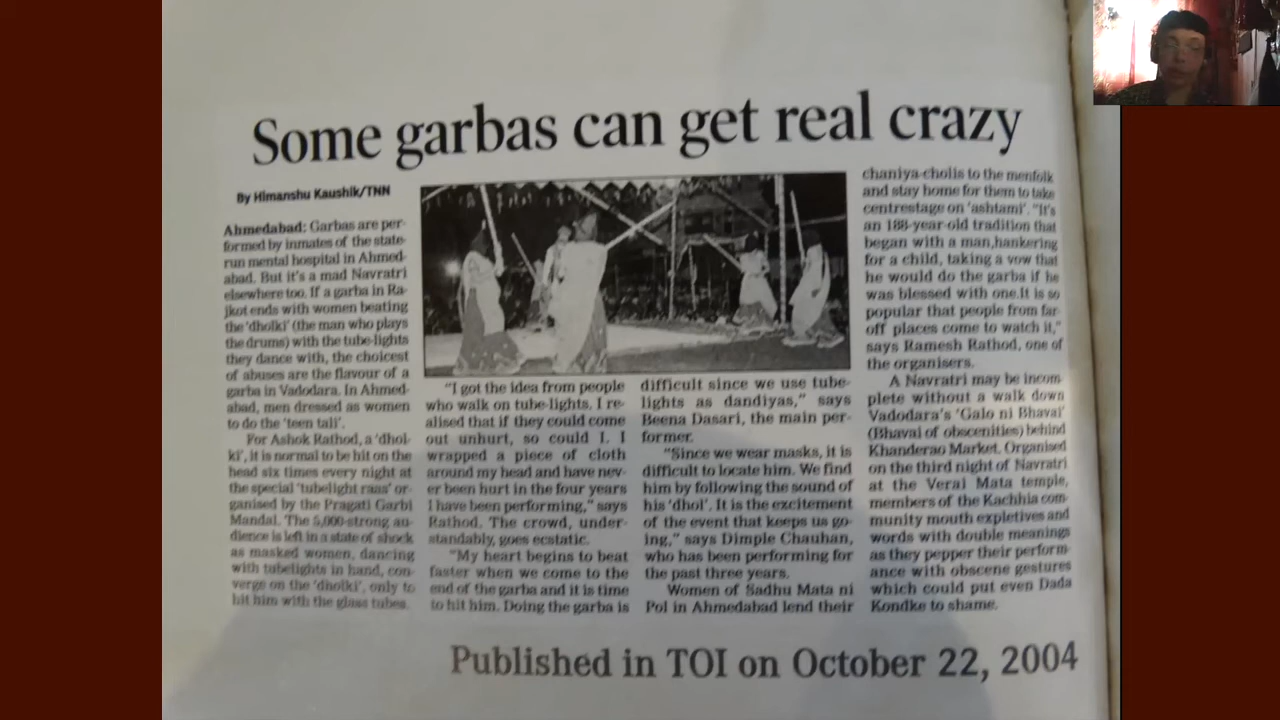 Some garbas can get real crazy
By Himanshu Kaushik/TNN
Ahmedabad: Garbas are per-
formed by inmates of the state-
run mental hospital in Ahmed-
abad. But it's a mad Navratri
elsewhere too. If a garba in Ra-
jkot ends with women beating
the 'dholki' (the man who plays
the drums) with the tube-lights
they dance with, the choicest
of abuses are the flavour of a
garba in Vadodara. In Ahmed-
abad, men dressed as women
to do the 'teen tali'.
For Ashok Rathod, a 'dhol-
ki', it is normal to be hit on the
head six times every night at
the special 'tubelight raas' or-
ganised by the Pragati Garbi
Mandal. The 5,000-strong au-
dience is left in a state of shock
as masked women, dancing
with tubelights in hand, con-
verge on the 'dholki', only to
hit him with the glass tubes.
"I got the idea from people
who walk on tube-lights. I re-
alised that if they could come
out unhurt, so could I. I
wrapped a piece of cloth
around my head and have nev-
er been hurt in the four years
I have been performing," says
Rathod. The crowd, under-
standably, goes ecstatic.
"My heart begins to beat
faster when we come to the
end of the garba and it is time
to hit him. Doing the garba is
difficult since we use tube-
lights as dandiyas," says
Beena Dasari, the main per-
former.
"Since we wear masks, it is
difficult to locate him. We find
him by following the sound of
his 'dhol'. It is the excitement
of the event that keeps us go-
ing," says Dimple Chauhan,
who has been performing for
the past three years.
Women of Sadhu Mata ni
Pol in Ahmedabad lend their
chaniya-cholis to the menfolk
and stay home for them to take
centrestage on 'ashtami'. "It's
an 188-year-old tradition that
began with a man,hankering
for a child, taking a vow that
he would do the garba if he
was blessed with one.It is so
popular that people from far-
off places come to watch it,"
says Ramesh Rathod, one of
the organisers.
A Navratri may be incom
plete without a walk down
Vadodara's 'Galo ni Bhavai'
(Bhavai of obscenities) behind
Khanderao Market. Organised
on the third night of Navratri
at the Verai Mata temple,
members of the Kachhia com-
munity mouth expletives and
words with double meanings
as they pepper their perform-
ance with obscene gestures
which could put even Dada
Kondke to shame.
Published in TOI on October 22, 2004